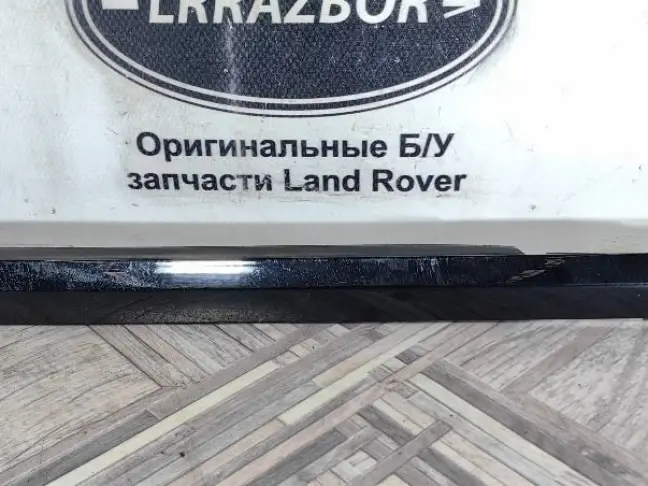 LRRAZBOR
Оригинальные Б/У
запчасти Land Rover